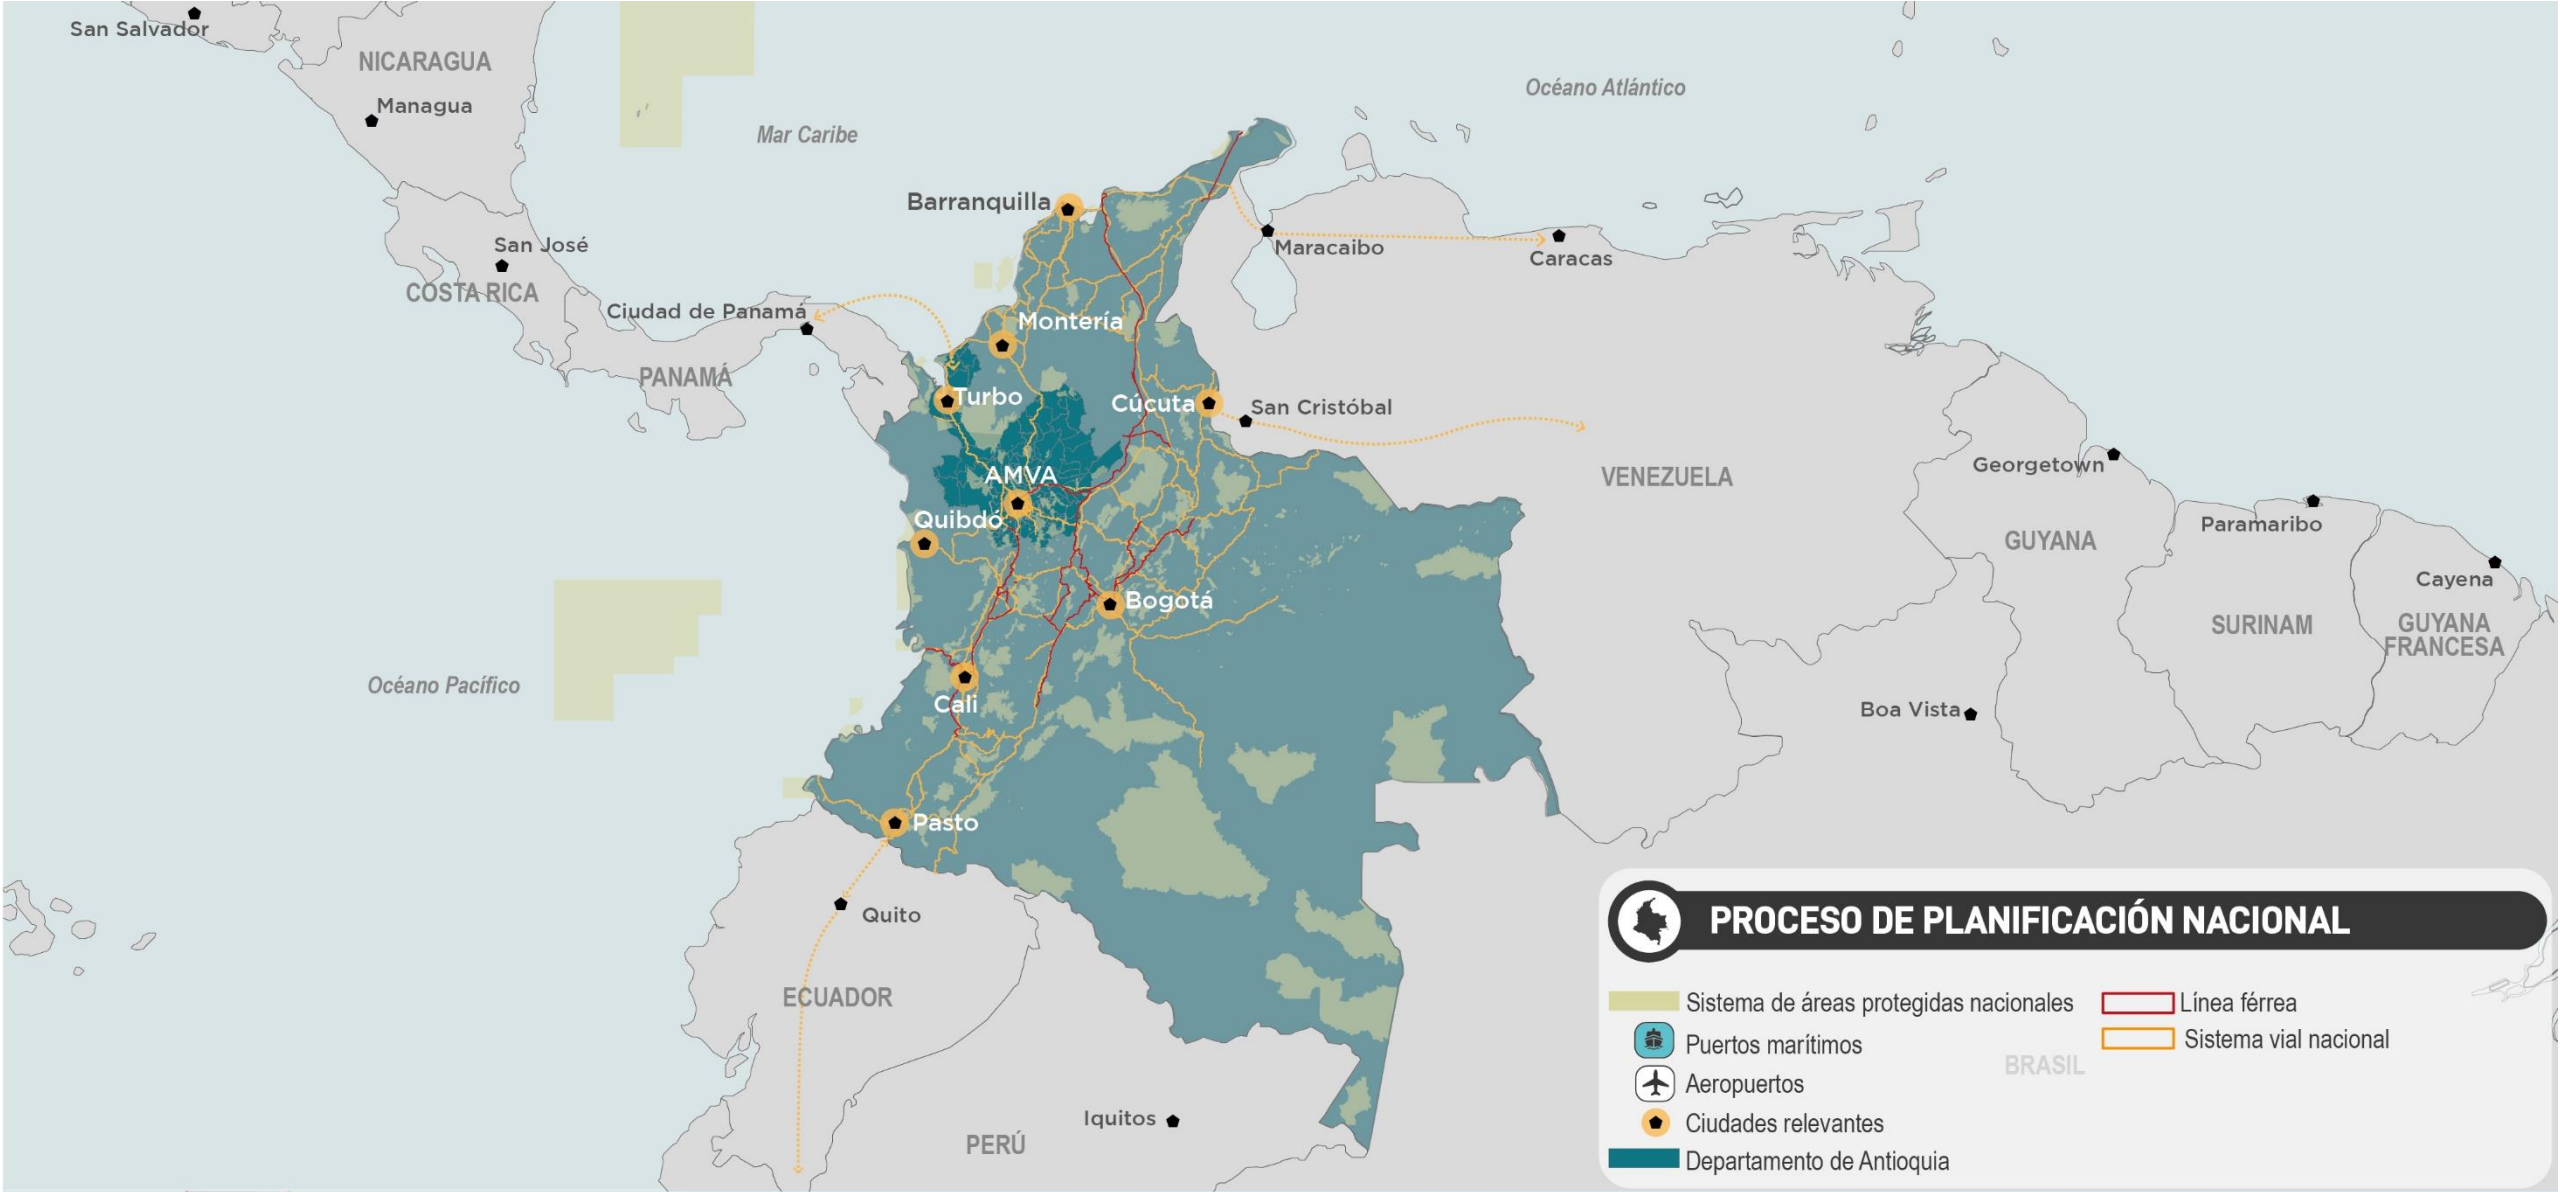 San Salvador
NICARAGUA
Managua
Océano Atlántico
Mar Caribe
Barranquilla
San José
COSTA RICA
Maracaibo
Caracas
Ciudad de Panamá
Montería
PANAMÁ
Turbo
Cúcuta
San Cristóbal
AMVA
VENEZUELA
Georgetown
Quibdó
Paramaribo
GUYANA
Cayena
Bogotá
SURINAM
GUYANA
FRANCESA
Océano Pacífico
Cali
Boa Vista
Pasto
Quito
ECUADOR
Iquitos
PERÚ
PROCESO DE PLANIFICACIÓN NACIONAL
Sistema de áreas protegidas nacionales
Línea férrea
Puertos marítimos
Sistema vial nacional
BRASIL
Aeropuertos
Ciudades relevantes
Departamento de Antioquia